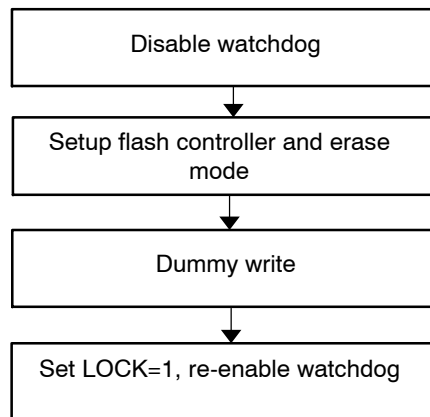 Disable watchdog
Setup flash controller and erase
mode
Dummy write
Set LOCK=1, re-enable watchdog